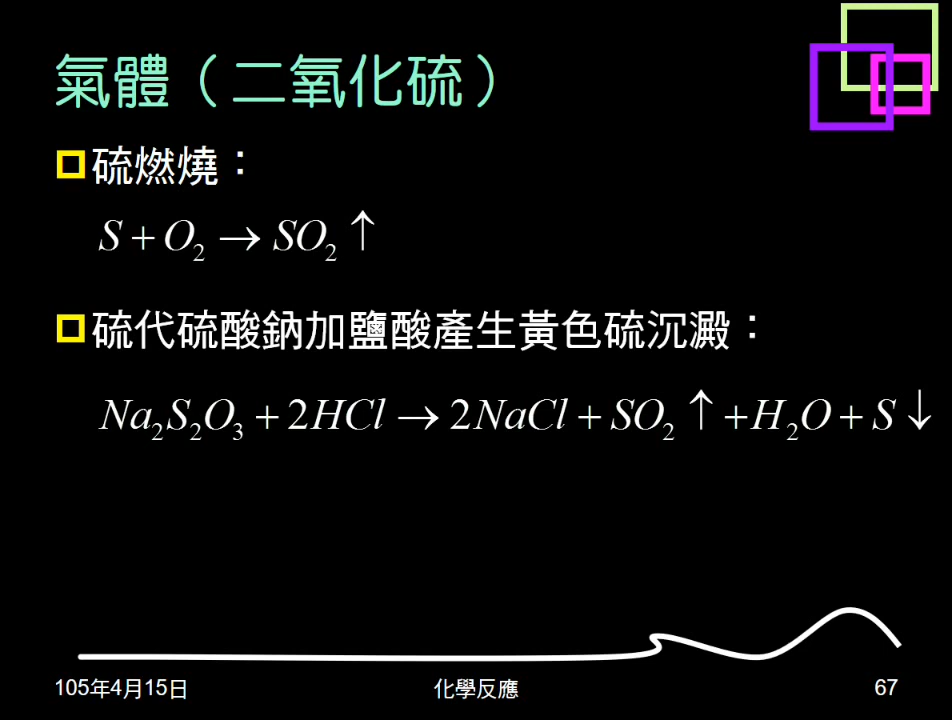 氣體（二氧化硫）
硫燃燒：
S + O₂ → SO₂ ↑
硫代硫酸鈉加鹽酸產生黃色硫沉澱：
Na₂S₂O₃ + 2HCl → 2NaCl + SO₂ ↑ +H₂O + S ↓
105年4月15日 化學反應 67